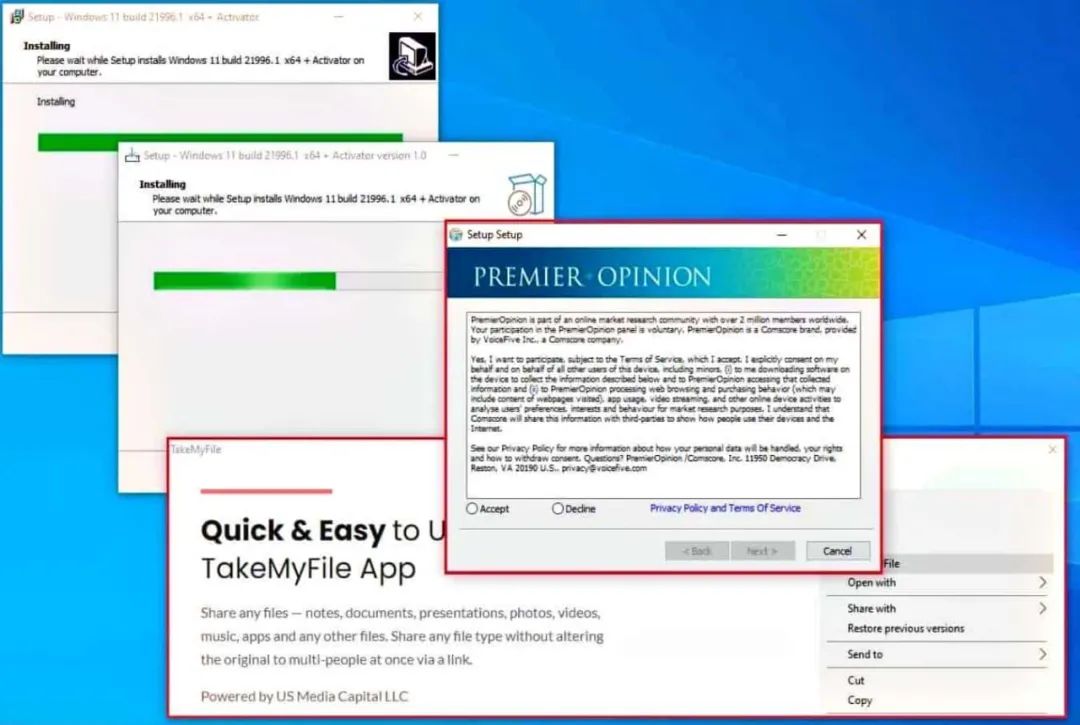 Setup - Windows 11 build 21996.1 x64 + Activator
Installing
Please wait while Setup installs Windows 11 build 21996.1 x64 + Activator on
your computer.
Installing
Setup - Windows 11 build 21996.1 x64 + Activator version 1.0
Installing
Please wait while Setup installs Windows 11 build 21996.1 x64 + Activator on
your computer.
Setup Setup
PREMIER OPINION
PremierOpinion is part of an online market research community with over 2 million members worldwide.
Your participation in the PremierOpinion panel is voluntary. PremierOpinion is a Comscore brand, provided
by VoiceFive Inc., a Comscore company.
Yes, I want to participate, subject to the Terms of Service, which I accept. I explicitly consent on my
behalf and on behalf of all other users of this device, including minors, (i) to me downloading software on
the device to collect the information described below and to PremierOpinion accessing that collected
information and (ii) to PremierOpinion processing web browsing and purchasing behavior (which may
include content of webpages visited), app usage, video streaming, and other online device activities to
analyse users' preferences, interests and behaviour for market research purposes. I understand that
Comscore will share this information with third-parties to show how people use their devices and the
Internet.
See our Privacy Policy for more information about how your personal data will be handled, your rights
and how to withdraw consent. Questions? PremierOpinion /Comscore, Inc. 11950 Democracy Drive,
Reston, VA 20190 U.S., privacy@voicefive.com
Accept
Decline
Privacy Policy and Terms Of Service
< Back
Next >
Cancel
TakeMyFile
Quick & Easy to U
TakeMyFile App
Share any files — notes, documents, presentations, photos, videos,
music, apps and any other files. Share any file type without altering
the original to multi-people at once via a link.
Powered by US Media Capital LLC
File
Open with
Share with
Restore previous versions
Send to
Cut
Copy